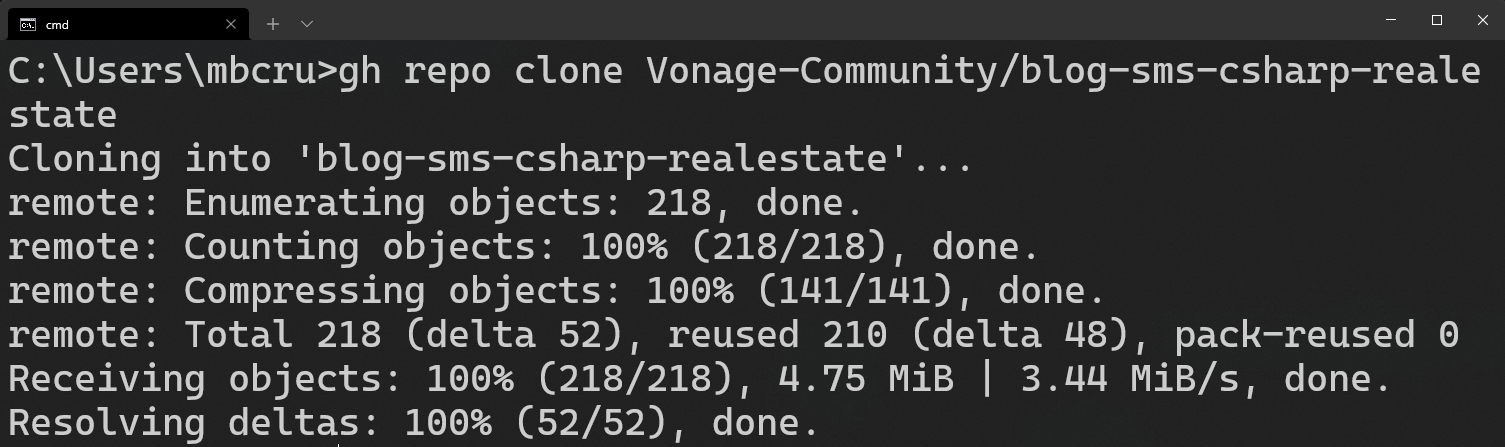 cmd
C:\Users\mbcru>gh repo clone Vonage-Community/blog-sms-csharp-reale
state
Cloning into 'blog-sms-csharp-realestate'...
remote: Enumerating objects: 218, done.
remote: Counting objects: 100% (218/218), done.
remote: Compressing objects: 100% (141/141), done.
remote: Total 218 (delta 52), reused 210 (delta 48), pack-reused 0
Receiving objects: 100% (218/218), 4.75 MiB | 3.44 MiB/s, done.
Resolving deltas: 100% (52/52), done.